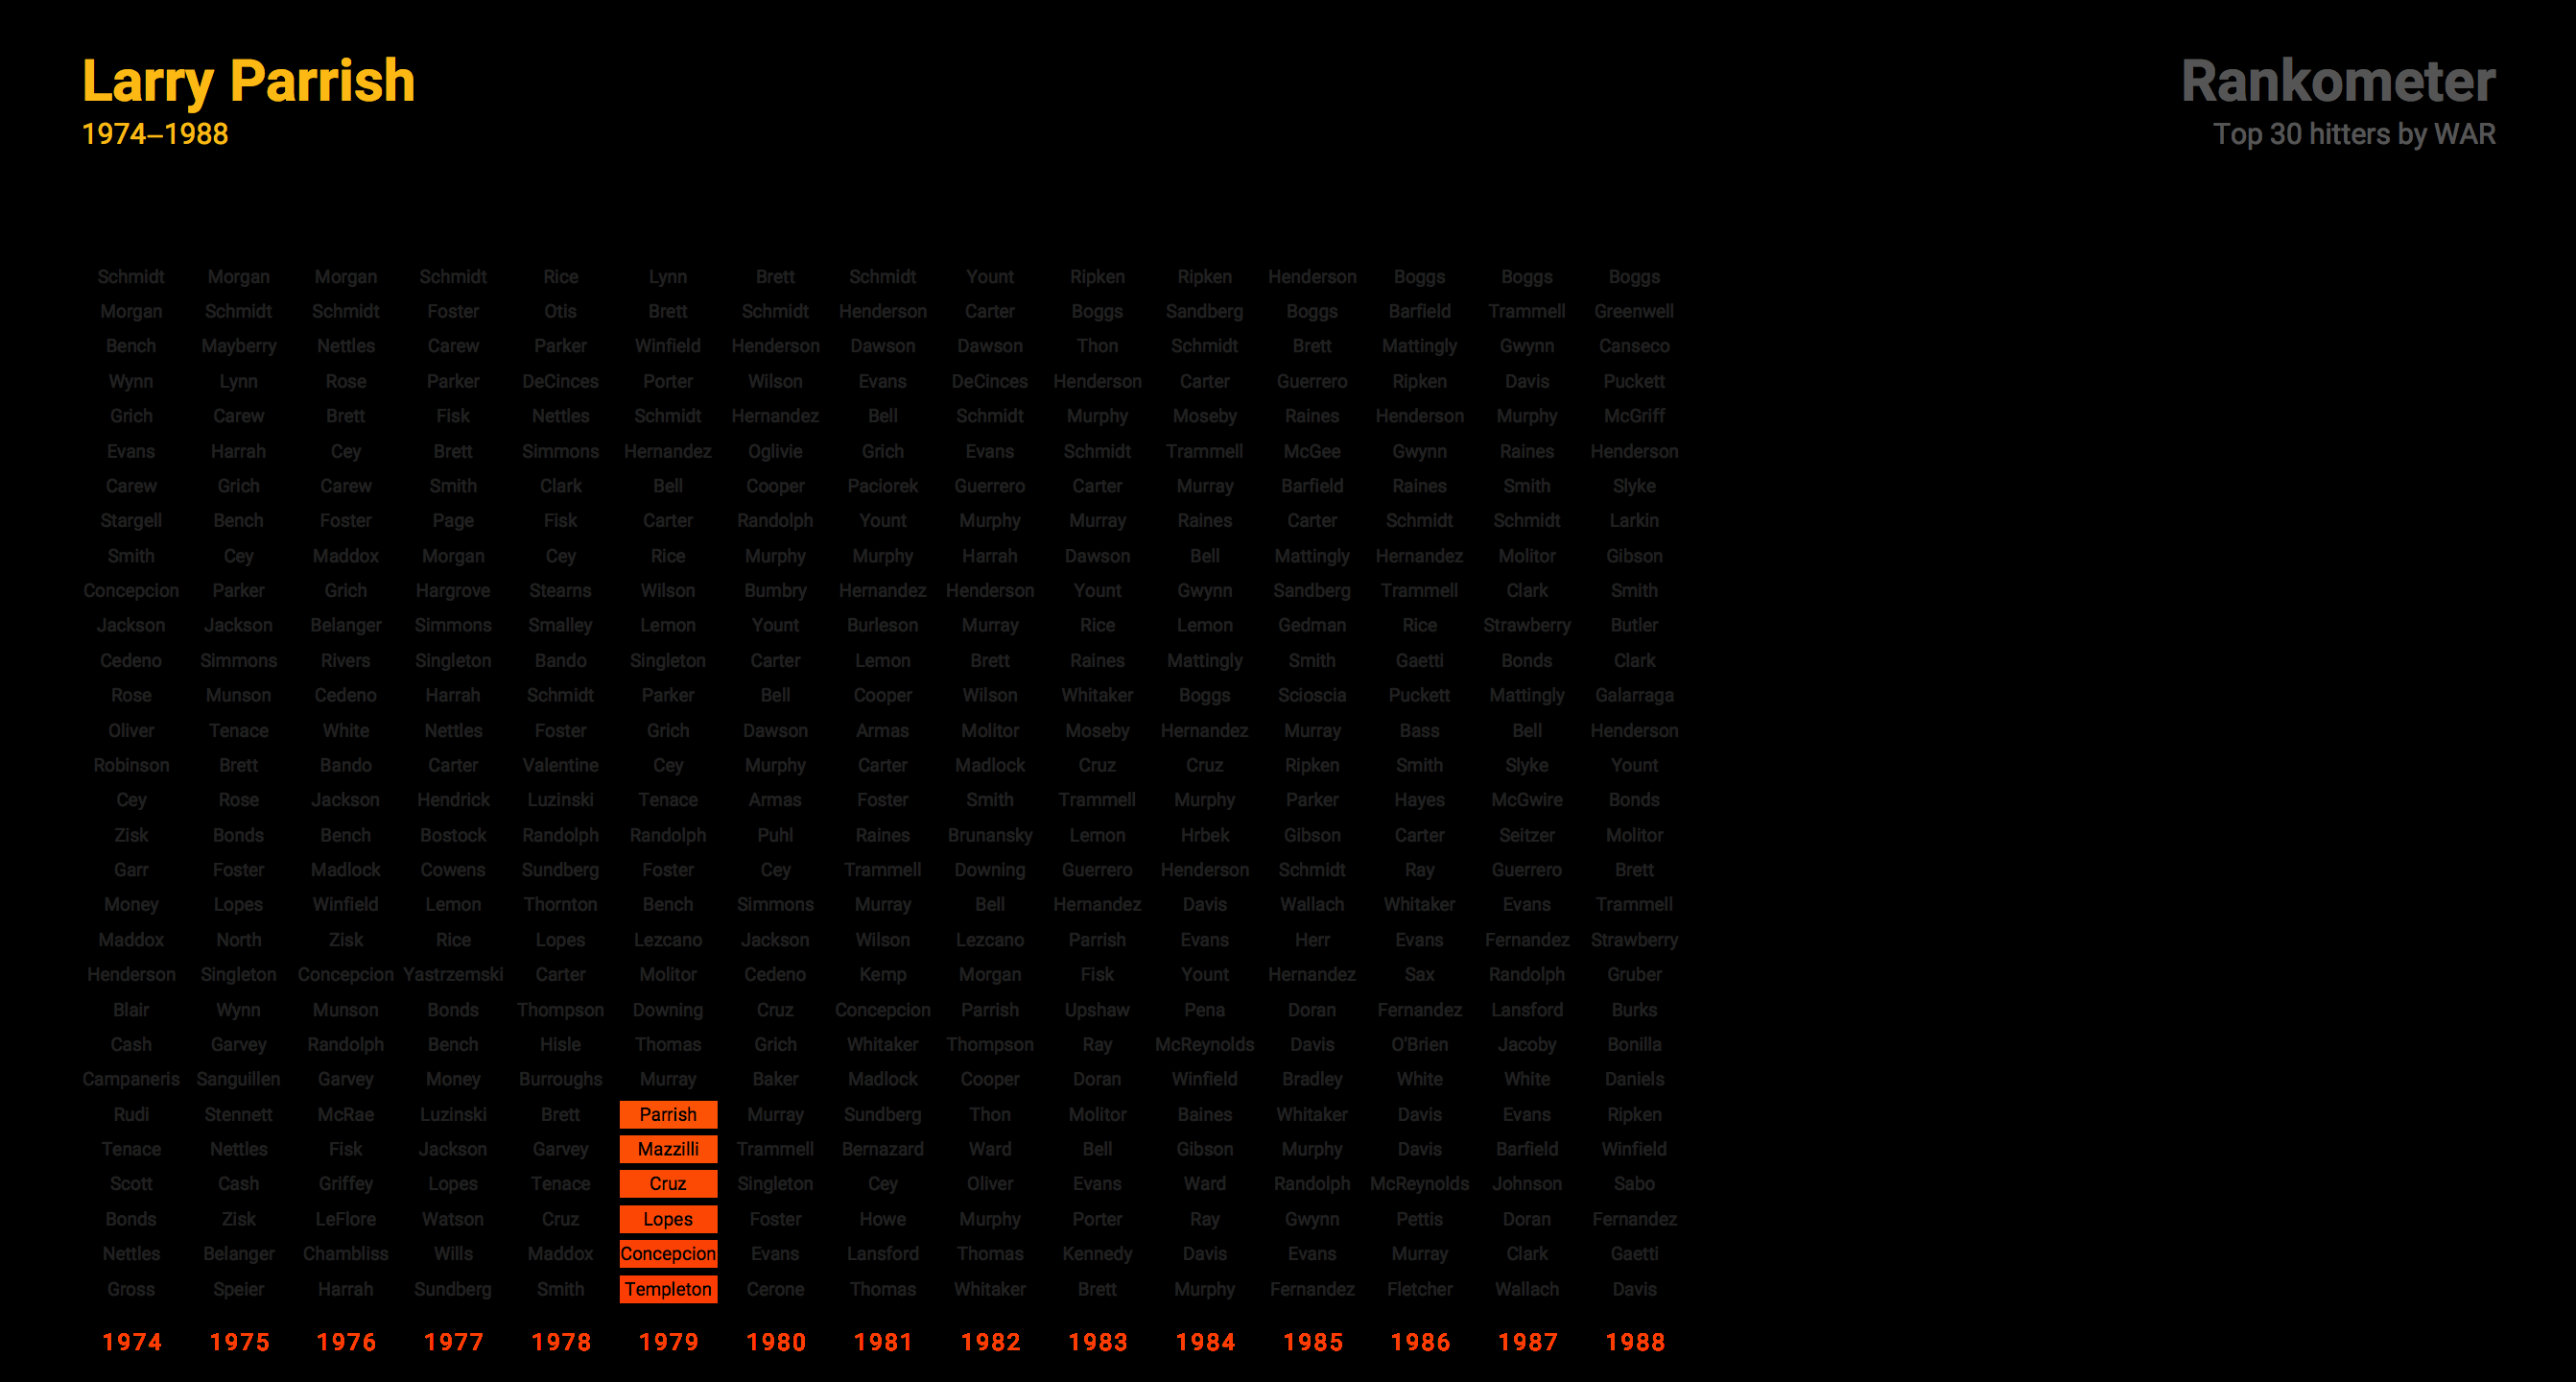 Larry Parrish
1974–1988
Rankometer
Top 30 hitters by WAR
Schmidt Morgan Morgan Schmidt Rice Lynn Brett Schmidt Yount Ripken Ripken Henderson Boggs Boggs Boggs
Morgan Schmidt Schmidt Foster Otis Brett Schmidt Henderson Carter Boggs Sandberg Boggs Barfield Trammell Greenwell
Bench Mayberry Nettles Carew Parker Winfield Henderson Dawson Dawson Thon Schmidt Brett Mattingly Gwynn Canseco
Wynn Lynn Rose Parker DeCinces Porter Wilson Evans DeCinces Henderson Carter Guerrero Ripken Davis Puckett
Grich Carew Brett Fisk Nettles Schmidt Hernandez Bell Schmidt Murphy Moseby Raines Henderson Murphy McGriff
Evans Harrah Cey Brett Simmons Hernandez Oglivie Grich Evans Schmidt Trammell McGee Gwynn Raines Henderson
Carew Grich Carew Smith Clark Bell Cooper Paciorek Guerrero Carter Murray Barfield Raines Smith Slyke
Stargell Bench Foster Page Fisk Carter Randolph Yount Murphy Murray Raines Carter Schmidt Schmidt Larkin
Smith Cey Maddox Morgan Cey Rice Murphy Murphy Harrah Dawson Bell Mattingly Hernandez Molitor Gibson
Concepcion Parker Grich Hargrove Stearns Wilson Bumbry Hernandez Henderson Yount Gwynn Sandberg Trammell Clark Smith
Jackson Jackson Belanger Simmons Smalley Lemon Yount Burleson Murray Rice Lemon Gedman Rice Strawberry Butler
Cedeno Simmons Rivers Singleton Bando Singleton Carter Lemon Brett Raines Mattingly Smith Gaetti Bonds Clark
Rose Munson Cedeno Harrah Schmidt Parker Bell Cooper Wilson Whitaker Boggs Scioscia Puckett Mattingly Galarraga
Oliver Tenace White Nettles Foster Grich Dawson Armas Molitor Moseby Hernandez Murray Bass Bell Henderson
Robinson Brett Bando Carter Valentine Cey Murphy Carter Madlock Cruz Cruz Ripken Smith Slyke Yount
Cey Rose Jackson Hendrick Luzinski Tenace Armas Foster Smith Trammell Murphy Parker Hayes McGwire Bonds
Zisk Bonds Bench Bostock Randolph Randolph Puhl Raines Brunansky Lemon Hrbek Gibson Carter Seitzer Molitor
Garr Foster Madlock Cowens Sundberg Foster Cey Trammell Downing Guerrero Henderson Schmidt Ray Guerrero Brett
Money Lopes Winfield Lemon Thornton Bench Simmons Murray Bell Hernandez Davis Wallach Whitaker Evans Trammell
Maddox North Zisk Rice Lopes Lezcano Jackson Wilson Lezcano Parrish Evans Herr Evans Fernandez Strawberry
Henderson Singleton Concepcion Yastrzemski Carter Molitor Cedeno Kemp Morgan Fisk Yount Hernandez Sax Randolph Gruber
Blair Wynn Munson Bonds Thompson Downing Cruz Concepcion Parrish Upshaw Pena Doran Fernandez Lansford Burks
Cash Garvey Randolph Bench Hisle Thomas Grich Whitaker Thompson Ray McReynolds Davis O'Brien Jacoby Bonilla
Campaneris Sanguillen Garvey Money Burroughs Murray Baker Madlock Cooper Doran Winfield Bradley White White Daniels
Rudi Stennett McRae Luzinski Brett Parrish Murray Sundberg Thon Molitor Baines Whitaker Davis Evans Ripken
Tenace Nettles Fisk Jackson Garvey Mazzilli Trammell Bernazard Ward Bell Gibson Murphy Davis Barfield Winfield
Scott Cash Griffey Lopes Tenace Cruz Singleton Cey Oliver Evans Ward Randolph McReynolds Johnson Sabo
Bonds Zisk LeFlore Watson Cruz Lopes Foster Howe Murphy Porter Ray Gwynn Pettis Doran Fernandez
Nettles Belanger Chambliss Wills Maddox Concepcion Evans Lansford Thomas Kennedy Davis Evans Murray Clark Gaetti
Gross Speier Harrah Sundberg Smith Templeton Cerone Thomas Whitaker Brett Murphy Fernandez Fletcher Wallach Davis
1974 1975 1976 1977 1978 1979 1980 1981 1982 1983 1984 1985 1986 1987 1988